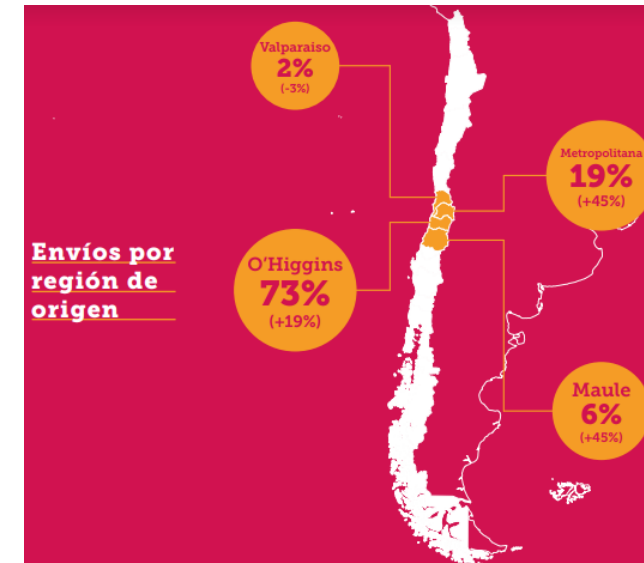 Valparaiso
2%
(-3%)
Metropolitana
19%
(+45%)
Envíos por
región de
origen
O'Higgins
73%
(+19%)
Maule
6%
(+45%)